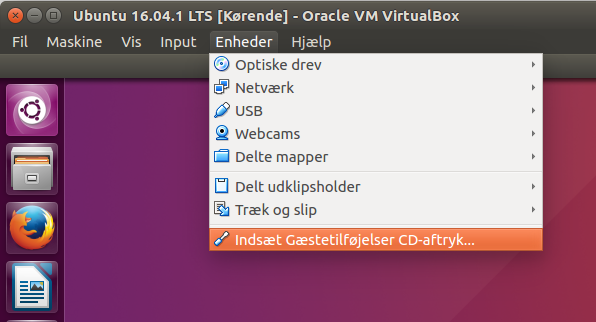 Ubuntu 16.04.1 LTS [Kørende] - Oracle VM VirtualBox
Fil Maskine Vis Input Enheder Hjælp
Optiske drev
Netværk
USB
Webcams
Delte mapper
Delt udklipsholder
Træk og slip
Indsæt Gæstetilføjelser CD-aftryk...